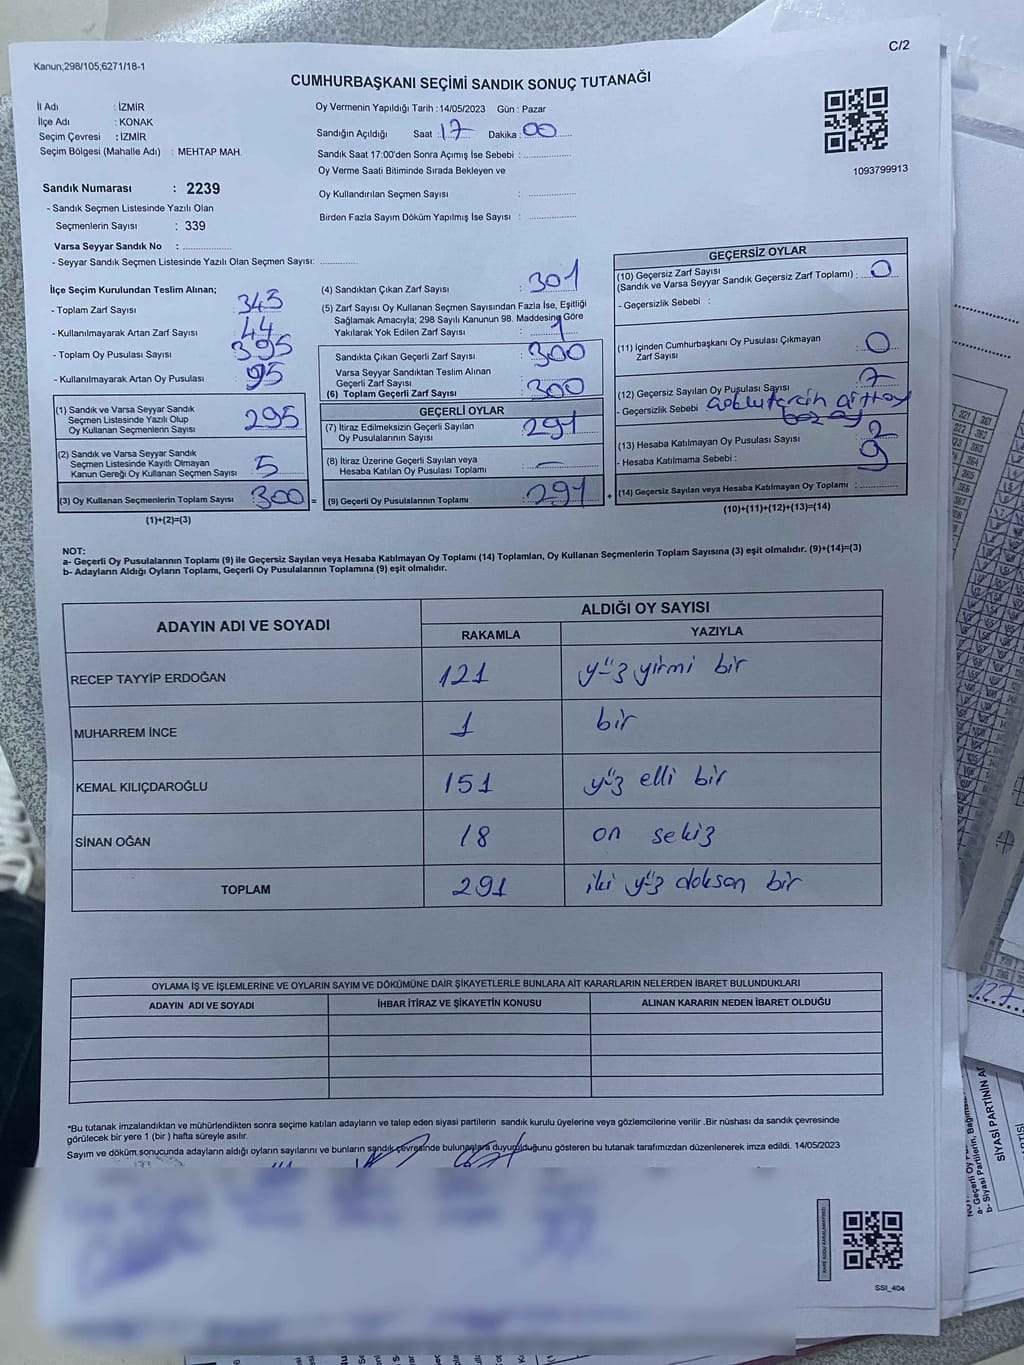 C/2
Kanun;298/105;6271/18-1
CUMHURBAŞKANI SEÇİMİ SANDIK SONUÇ TUTANAĞI
İl Adı : İZMİR
İlçe Adı : KONAK
Seçim Çevresi : İZMİR
Seçim Bölgesi (Mahalle Adı) : MEHTAP MAH.
Sandık Numarası : 2239
- Sandık Seçmen Listesinde Yazılı Olan
Seçmenlerin Sayısı : 339
Varsa Seyyar Sandık No :
- Seyyar Sandık Seçmen Listesinde Yazılı Olan Seçmen Sayısı:
Oy Vermenin Yapıldığı Tarih :14/05/2023 Gün : Pazar
Sandığın Açıldığı Saat : 17 Dakika : 00
Sandık Saat 17:00'den Sonra Açımış İse Sebebi :
Oy Verme Saati Bitiminde Sırada Bekleyen ve
Oy Kullandırılan Seçmen Sayısı :
Birden Fazla Sayım Döküm Yapılmış İse Sayısı :
1093799913
İlçe Seçim Kurulundan Teslim Alınan;
- Toplam Zarf Sayısı 345
- Kullanılmayarak Artan Zarf Sayısı 44
- Toplam Oy Pusulası Sayısı 395
- Kullanılmayarak Artan Oy Pusulası 95
(1) Sandık ve Varsa Seyyar Sandık
Seçmen Listesinde Yazılı Olup
Oy Kullanan Seçmenlerin Sayısı 295
(2) Sandık ve Varsa Seyyar Sandık
Seçmen Listesinde Kayıtlı Olmayan
Kanun Gereği Oy Kullanan Seçmen Sayısı 5
(3) Oy Kullanan Seçmenlerin Toplam Sayısı 300 =
(1)+(2)=(3)
(4) Sandıktan Çıkan Zarf Sayısı : 301
(5) Zarf Sayısı Oy Kullanan Seçmen Sayısından Fazla İse, Eşitliği
Sağlamak Amacıyla; 298 Sayılı Kanunun 98. Maddesine Göre
Yakılarak Yok Edilen Zarf Sayısı : 1
Sandıkta Çıkan Geçerli Zarf Sayısı : 300
Varsa Seyyar Sandıktan Teslim Alınan
Geçerli Zarf Sayısı
(6) Toplam Geçerli Zarf Sayısı : 300
GEÇERLİ OYLAR
(7) İtiraz Edilmeksizin Geçerli Sayılan
Oy Pusulalarının Sayısı : 291
(8) İtiraz Üzerine Geçerli Sayılan veya
Hesaba Katılan Oy Pusulası Toplamı : —
(9) Geçerli Oy Pusulalarının Toplamı : 291 +
GEÇERSİZ OYLAR
(10) Geçersiz Zarf Sayısı
(Sandık ve Varsa Seyyar Sandık Geçersiz Zarf Toplamı) : 0
- Geçersizlik Sebebi :
(11) İçinden Cumhurbaşkanı Oy Pusulası Çıkmayan
Zarf Sayısı : 0
(12) Geçersiz Sayılan Oy Pusulası Sayısı 7
- Geçersizlik Sebebi
(13) Hesaba Katılmayan Oy Pusulası Sayısı 2
- Hesaba Katılmama Sebebi : 9
(14) Geçersiz Sayılan veya Hesaba Katılmayan Oy Toplamı :
(10)+(11)+(12)+(13)=(14)
NOT:
a- Geçerli Oy Pusulalarının Toplamı (9) ile Geçersiz Sayılan veya Hesaba Katılmayan Oy Toplamı (14) Toplamları, Oy Kullanan Seçmenlerin Toplam Sayısına (3) eşit olmalıdır. (9)+(14)=(3)
b- Adayların Aldığı Oyların Toplamı, Geçerli Oy Pusulalarının Toplamına (9) eşit olmalıdır.
ADAYIN ADI VE SOYADI ALDIĞI OY SAYISI
RAKAMLA YAZIYLA
RECEP TAYYİP ERDOĞAN 121 yüz yirmi bir
MUHARREM İNCE 1 bir
KEMAL KILIÇDAROĞLU 151 yüz elli bir
SİNAN OĞAN 18 on sekiz
TOPLAM 291 iki yüz doksan bir
OYLAMA İŞ VE İŞLEMLERİNE VE OYLARIN SAYIM VE DÖKÜMÜNE DAİR ŞİKAYETLERLE BUNLARA AİT KARARLARIN NELERDEN İBARET BULUNDUKLARI
ADAYIN ADI VE SOYADI İHBAR İTİRAZ VE ŞİKAYETİN KONUSU ALINAN KARARIN NEDEN İBARET OLDUĞU
*Bu tutanak imzalandıktan ve mühürlendikten sonra seçime katılan adayların ve talep eden siyasi partilerin sandık kurulu üyelerine veya gözlemcilerine verilir .Bir nüshası da sandık çevresinde
görülecek bir yere 1 (bir ) hafta süreyle asılır.
Sayım ve döküm sonucunda adayların aldığı oyların sayılarını ve bunların sandık çevresinde bulunanlara duyurulduğunu gösteren bu tutanak tarafımızdan düzenlenerek imza edildi. 14/05/2023
SSİ_404
127
SİYASİ PARTİNİN A